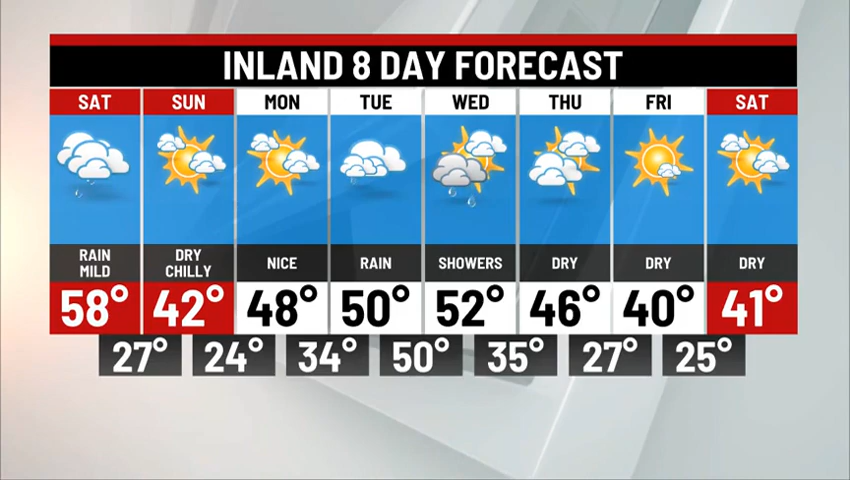 INLAND 8 DAY FORECAST
SAT SUN MON TUE WED THU FRI SAT
RAIN MILD DRY CHILLY NICE RAIN SHOWERS DRY DRY DRY
58° 42° 48° 50° 52° 46° 40° 41°
27° 24° 34° 50° 35° 27° 25°